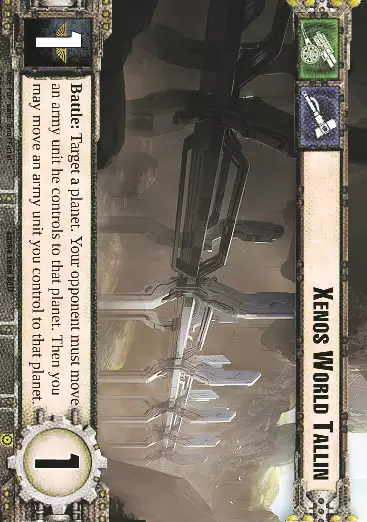 XENOS WORLD TALLIN
1
Battle: Target a planet. Your opponent must move
an army unit he controls to that planet. Then you
may move an army unit you control to that planet.
1